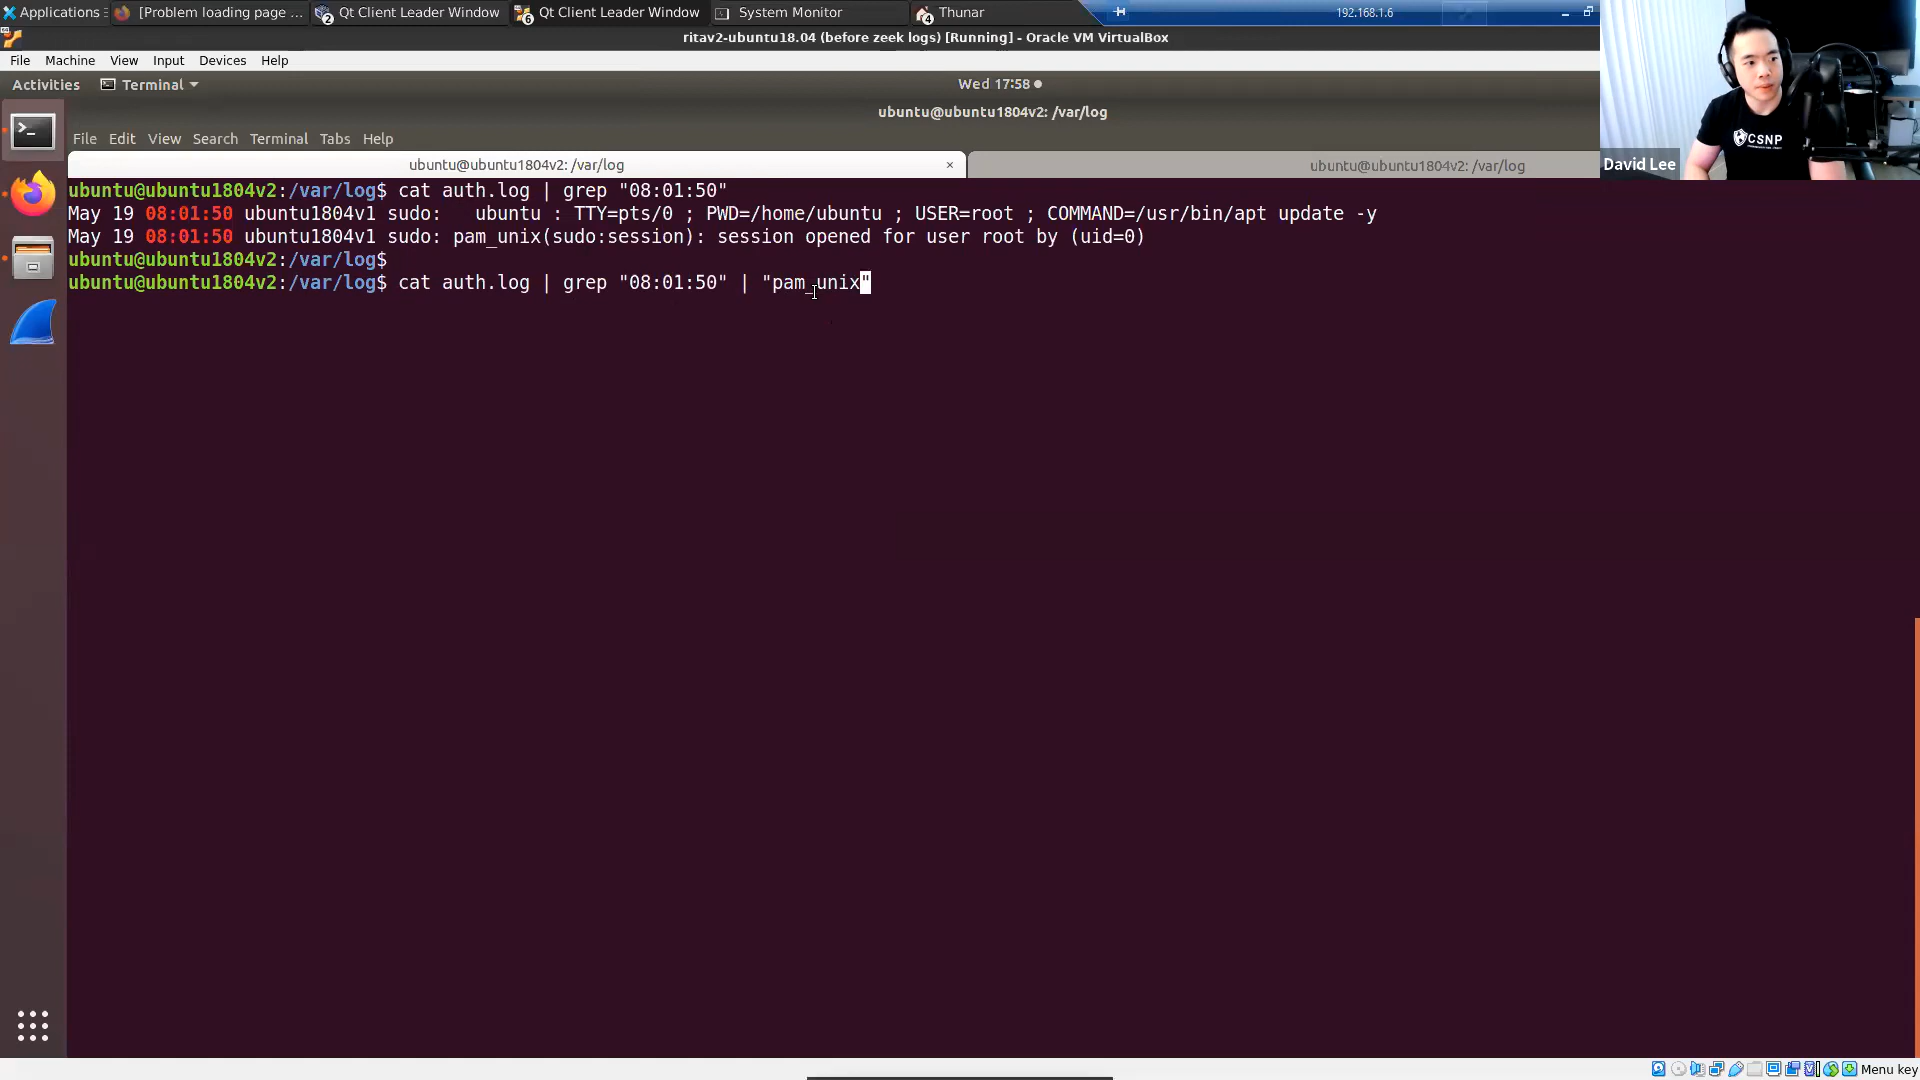 Applications
[Problem loading page ...
2 Qt Client Leader Window
6 Qt Client Leader Window
System Monitor
4 Thunar
192.168.1.6
ritav2-ubuntu18.04 (before zeek logs) [Running] - Oracle VM VirtualBox
File Machine View Input Devices Help
Activities Terminal Wed 17:58
ubuntu@ubuntu1804v2: /var/log
File Edit View Search Terminal Tabs Help
CSNP
David Lee
ubuntu@ubuntu1804v2: /var/log × ubuntu@ubuntu1804v2: /var/log
ubuntu@ubuntu1804v2:/var/log$ cat auth.log | grep "08:01:50"
May 19 08:01:50 ubuntu1804v1 sudo:   ubuntu : TTY=pts/0 ; PWD=/home/ubuntu ; USER=root ; COMMAND=/usr/bin/apt update -y
May 19 08:01:50 ubuntu1804v1 sudo: pam_unix(sudo:session): session opened for user root by (uid=0)
ubuntu@ubuntu1804v2:/var/log$
ubuntu@ubuntu1804v2:/var/log$ cat auth.log | grep "08:01:50" | "pam_unix"
Menu key